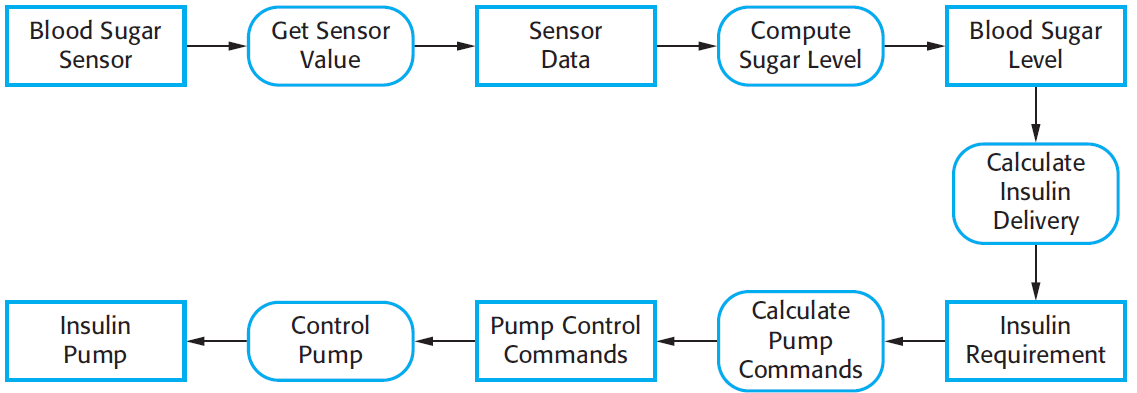 Blood Sugar
Sensor
Get Sensor
Value
Sensor
Data
Compute
Sugar Level
Blood Sugar
Level
Calculate
Insulin
Delivery
Insulin
Requirement
Calculate
Pump
Commands
Pump Control
Commands
Control
Pump
Insulin
Pump